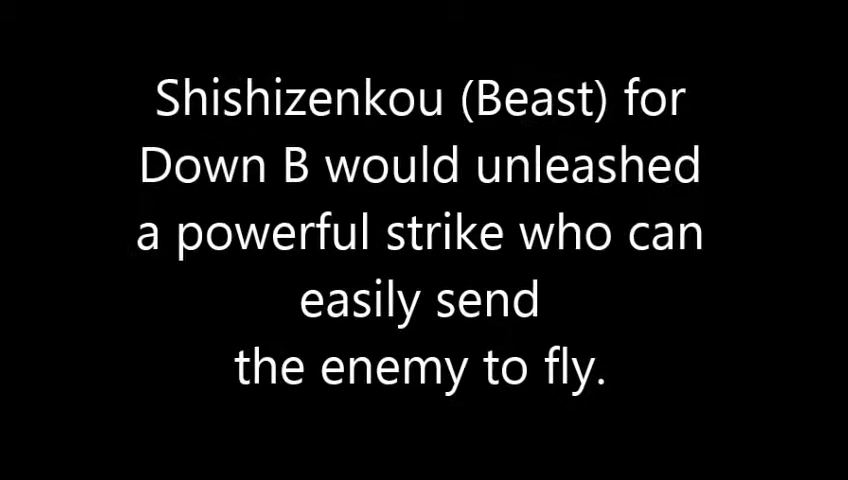 Shishizenkou (Beast) for
Down B would unleashed
a powerful strike who can
easily send
the enemy to fly.